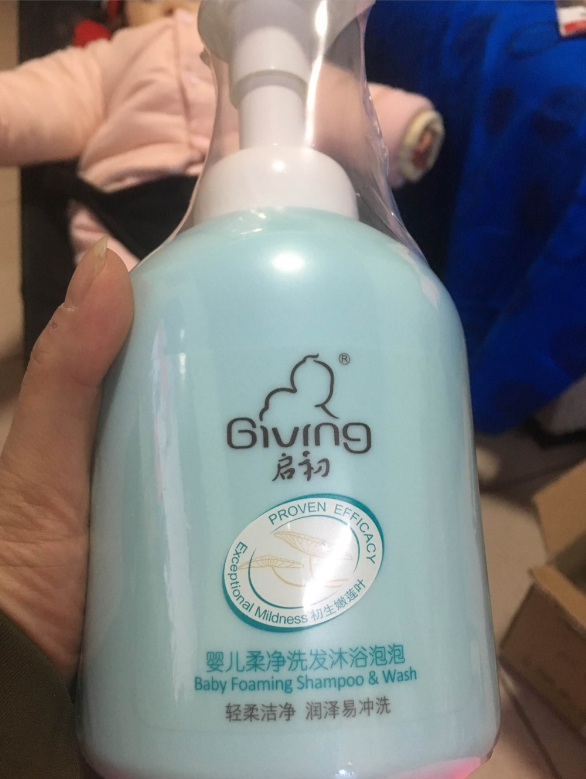 ®
Giving
启初
PROVEN EFFICACY
Exceptional Mildness 初生嫩莲叶
婴儿柔净洗发沐浴泡泡
Baby Foaming Shampoo & Wash
轻柔洁净 润泽易冲洗